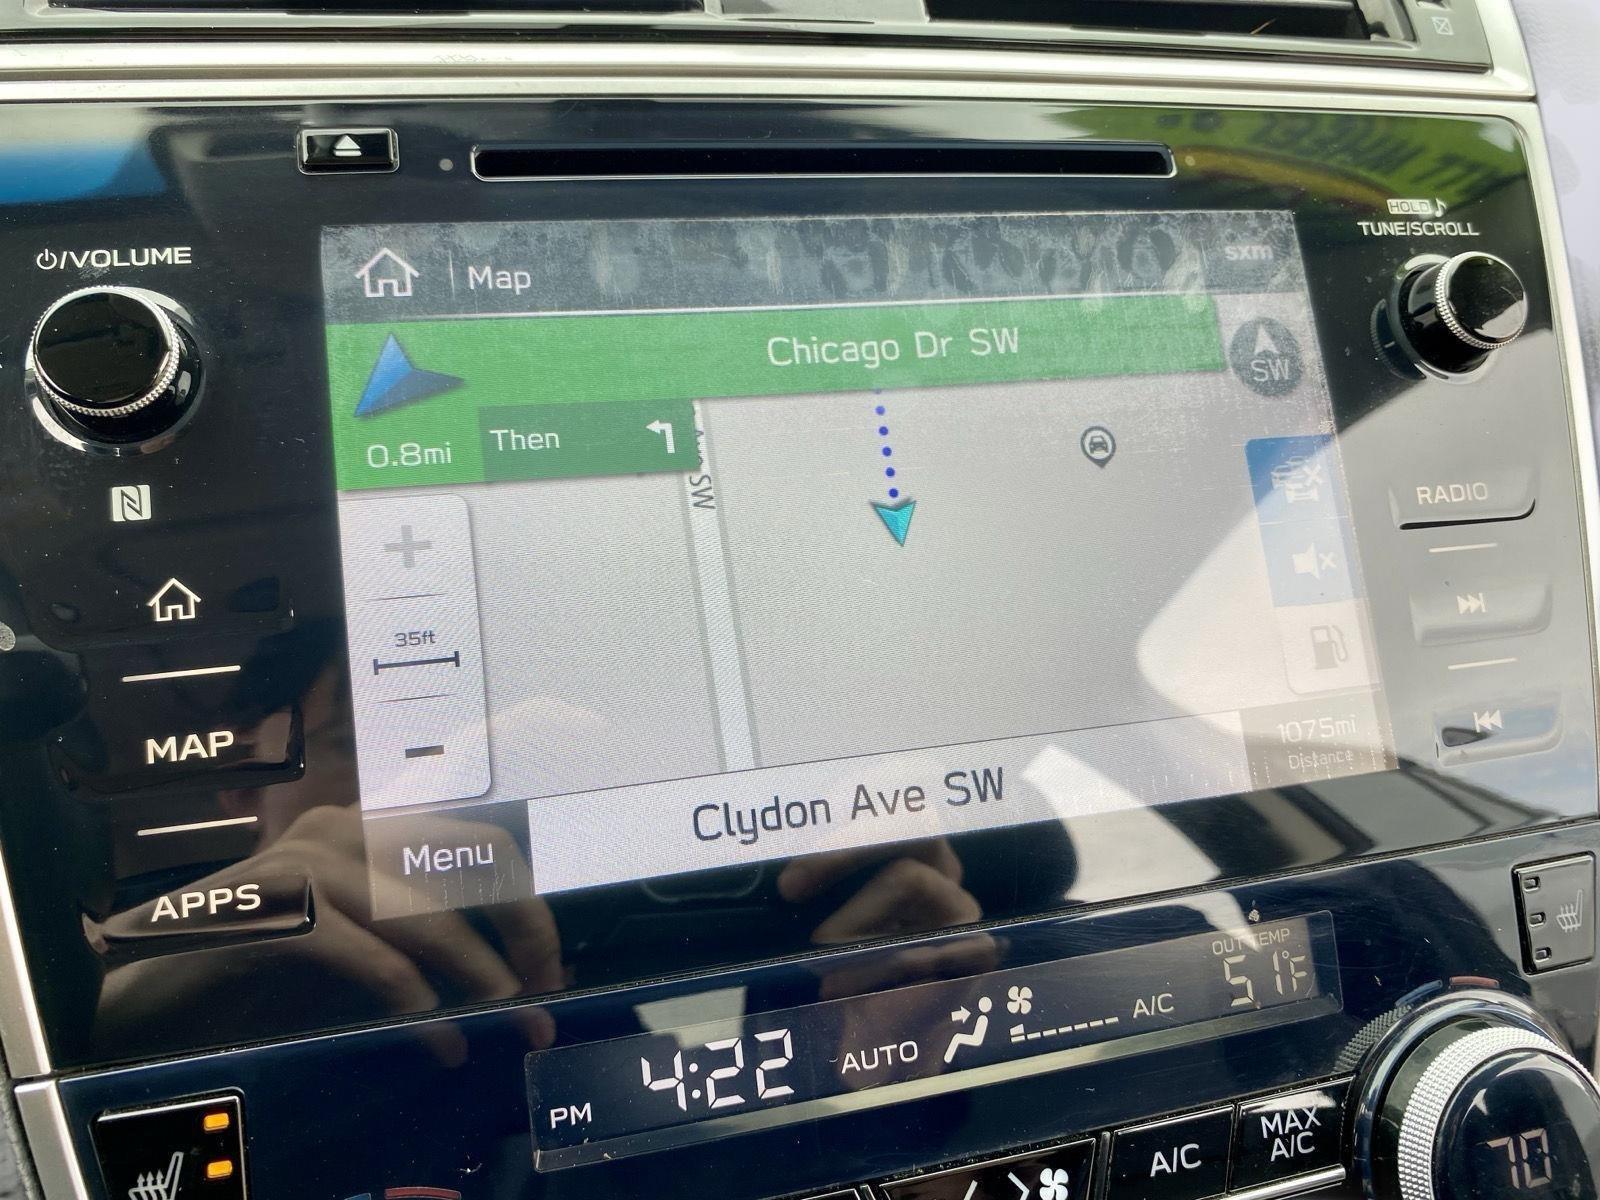 HOLD
TUNE/SCROLL
/VOLUME
Map
sxm
Chicago Dr SW
SW
0.8mi
Then
SW
35ft
RADIO
MAP
1075mi
Distance
Clydon Ave SW
Menu
APPS
OUT TEMP
51°F
A/C
AUTO
4:22
PM
MAX
A/C
A/C
70